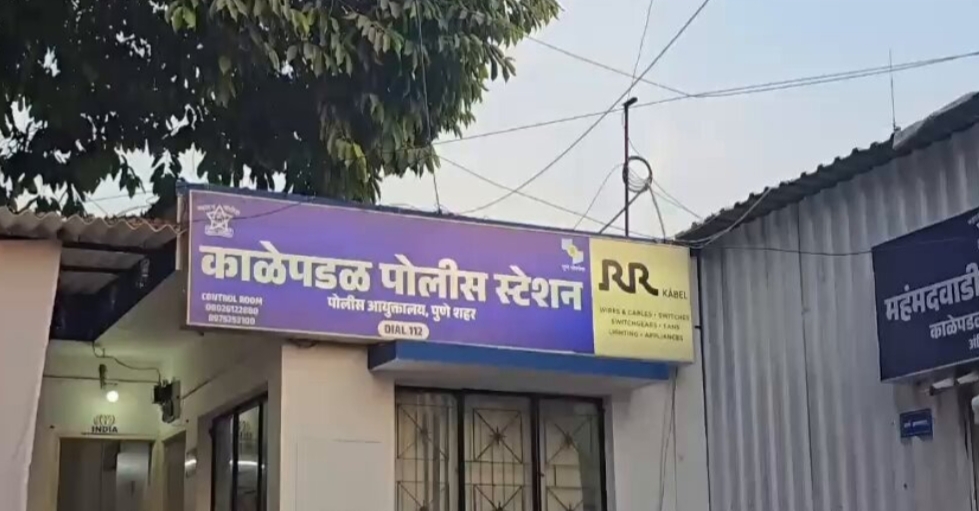 काळेपडळ पोलीस स्टेशन
पोलीस आयुक्तालय, पुणे शहर
CONTROL ROOM
DIAL 112
RR KABEL
WIRES & CABLES • SWITCHES
SWITCHGEARS • FANS
LIGHTING • APPLIANCES
INDIA
महंमदवाडी
काळेपडळ